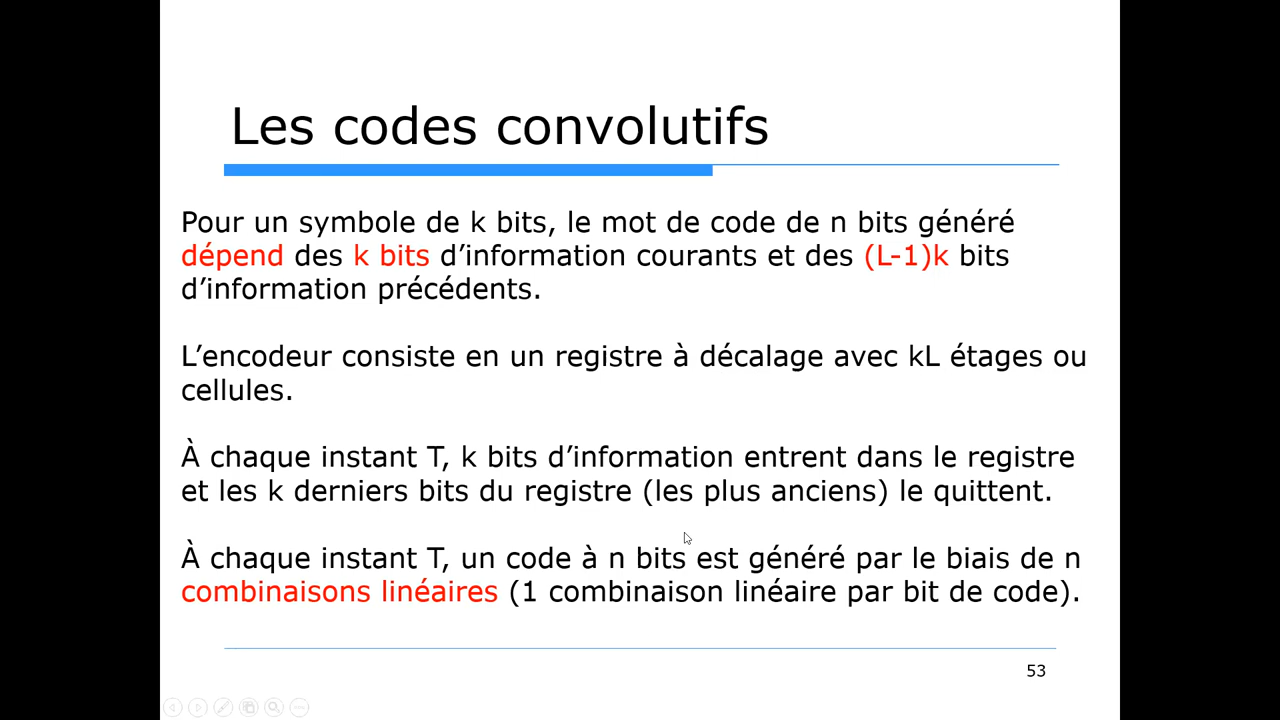 Les codes convolutifs
Pour un symbole de k bits, le mot de code de n bits généré
dépend des k bits d’information courants et des (L-1)k bits
d’information précédents.
L’encodeur consiste en un registre à décalage avec kL étages ou
cellules.
À chaque instant T, k bits d’information entrent dans le registre
et les k derniers bits du registre (les plus anciens) le quittent.
À chaque instant T, un code à n bits est généré par le biais de n
combinaisons linéaires (1 combinaison linéaire par bit de code).
53